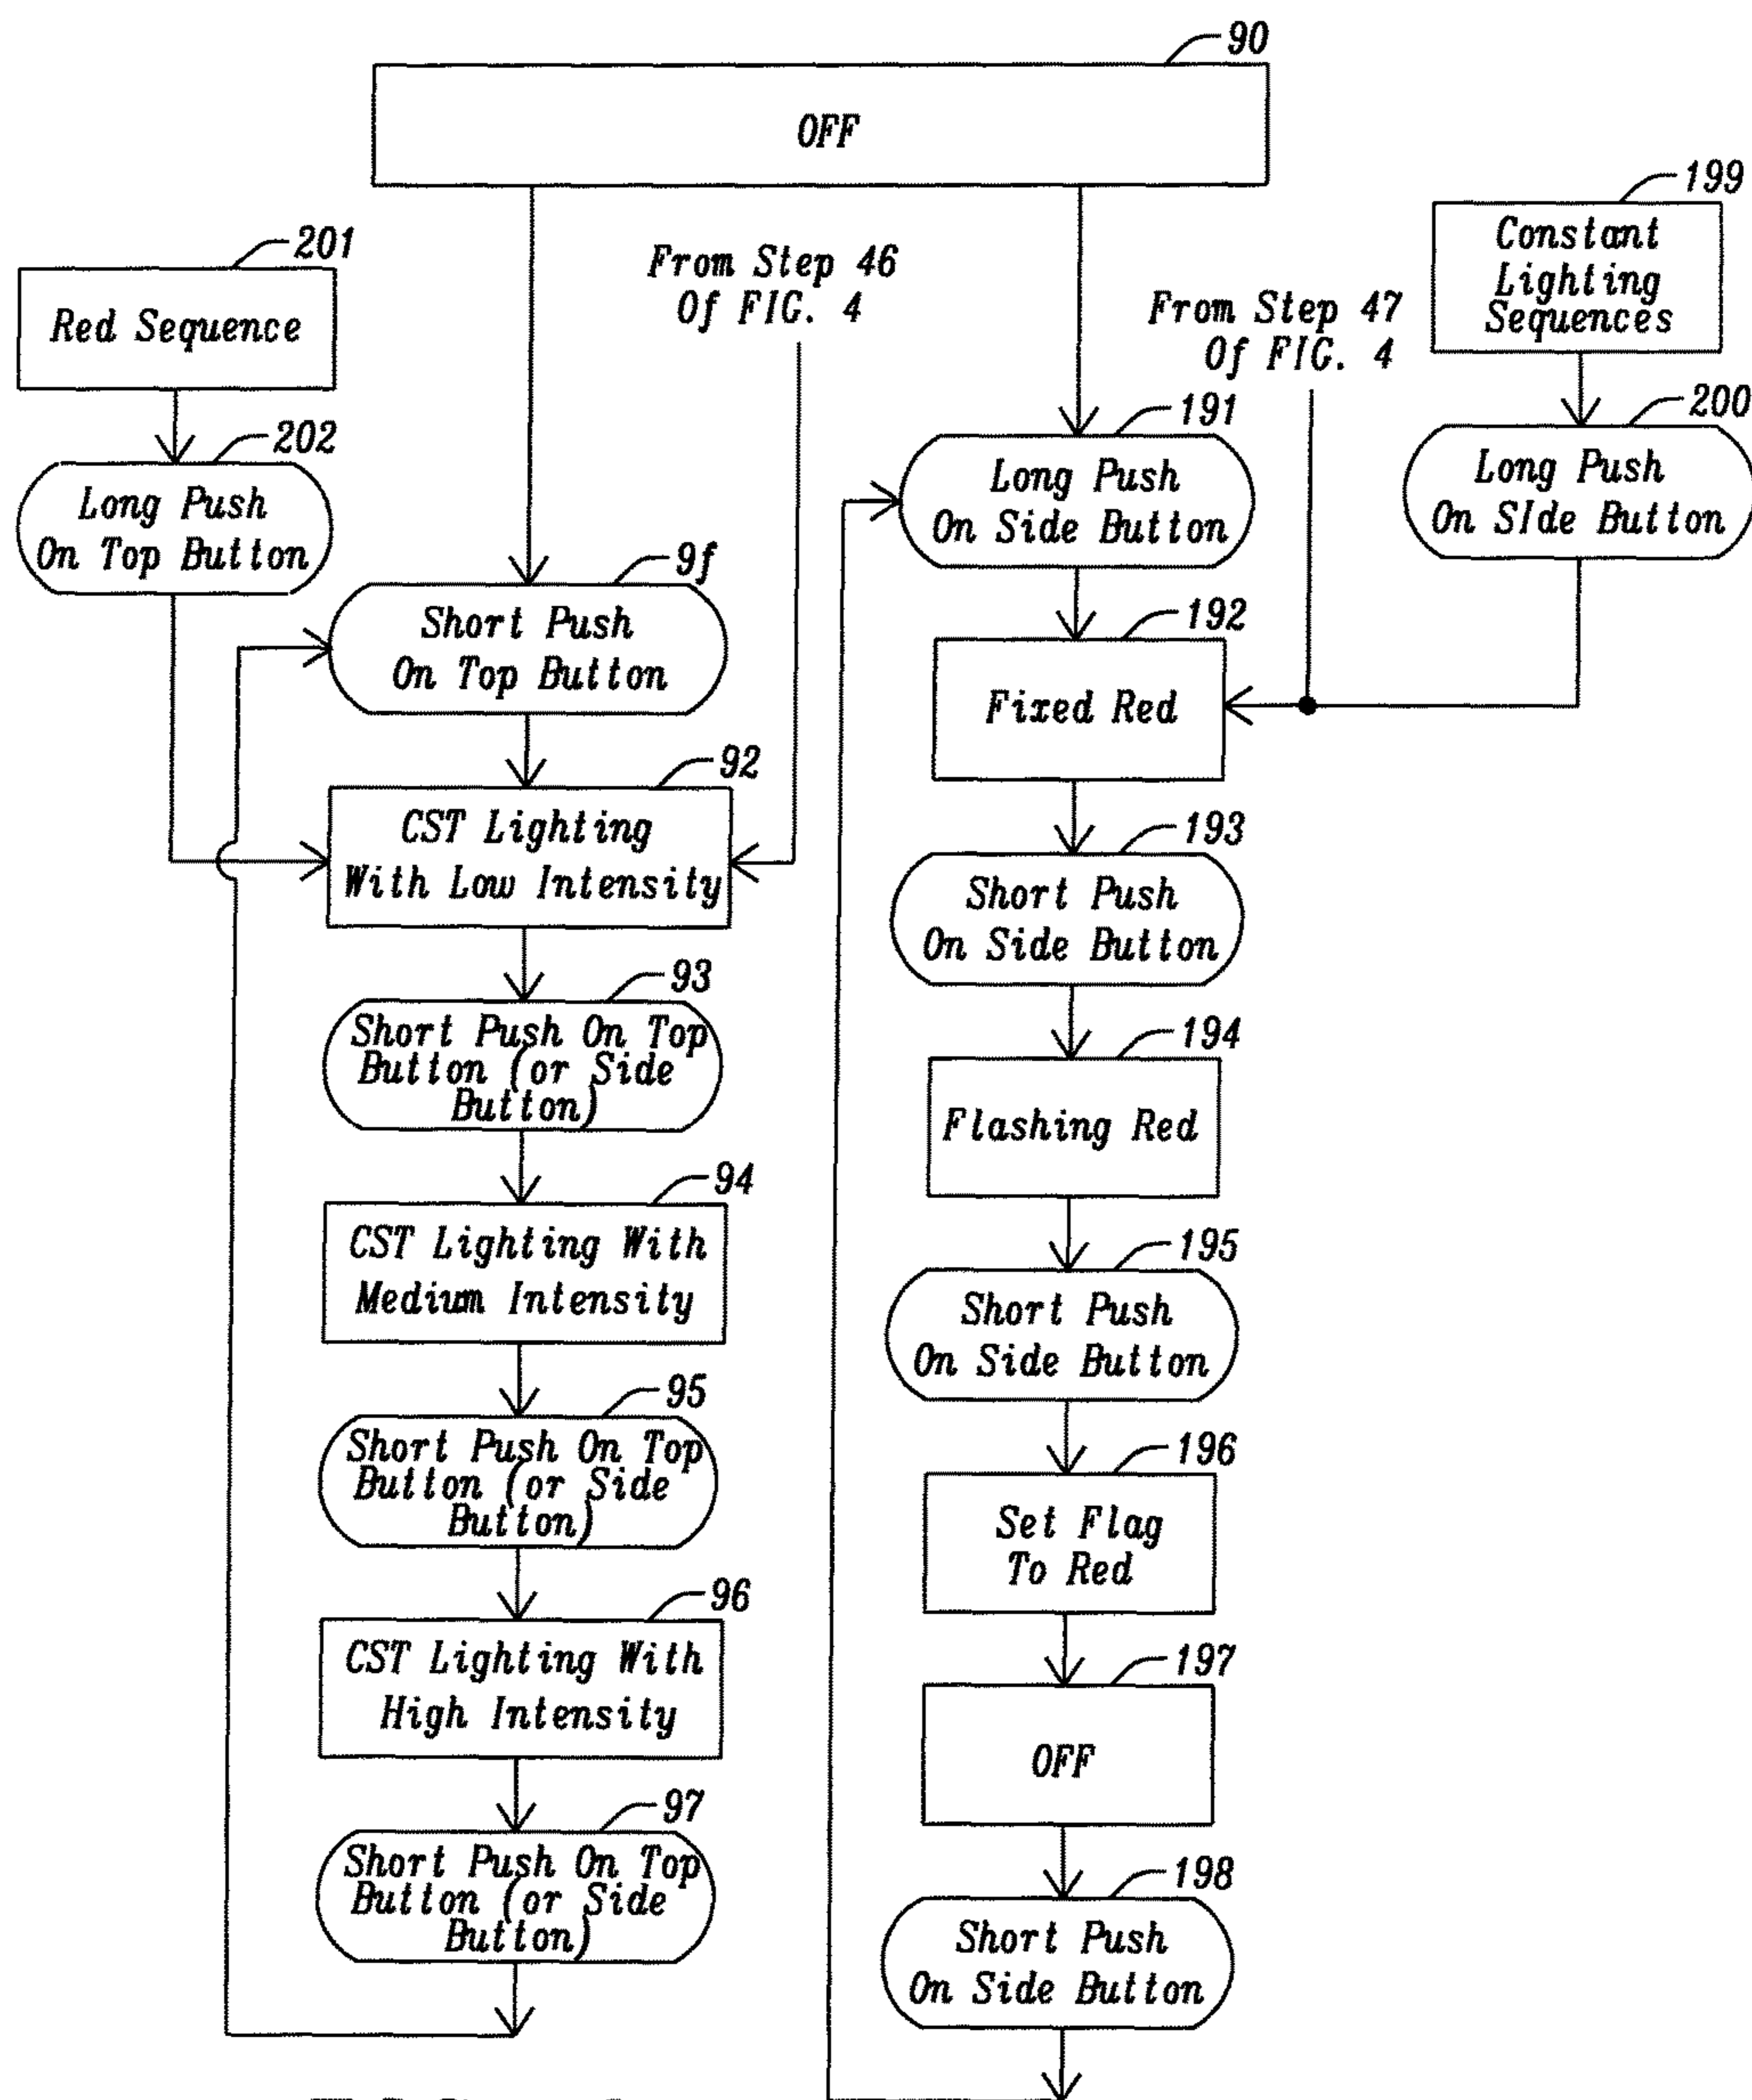 90
OFF
199
Constant
Lighting
Sequences
201
Red Sequence
From Step 46
Of FIG. 4
From Step 47
Of FIG. 4
202
Long Push
On Top Button
191
Long Push
On Side Button
200
Long Push
On SIde Button
9f
Short Push
On Top Button
192
Fixed Red
92
CST Lighting
With Low Intensity
193
Short Push
On Side Button
93
Short Push On Top
Button (or Side
Button)
194
Flashing Red
94
CST Lighting With
Medium Intensity
195
Short Push
On Side Button
95
Short Push On Top
Button (or Side
Button)
196
Set Flag
To Red
96
CST Lighting With
High Intensity
197
OFF
97
Short Push On Top
Button (or Side
Button)
198
Short Push
On Side Button